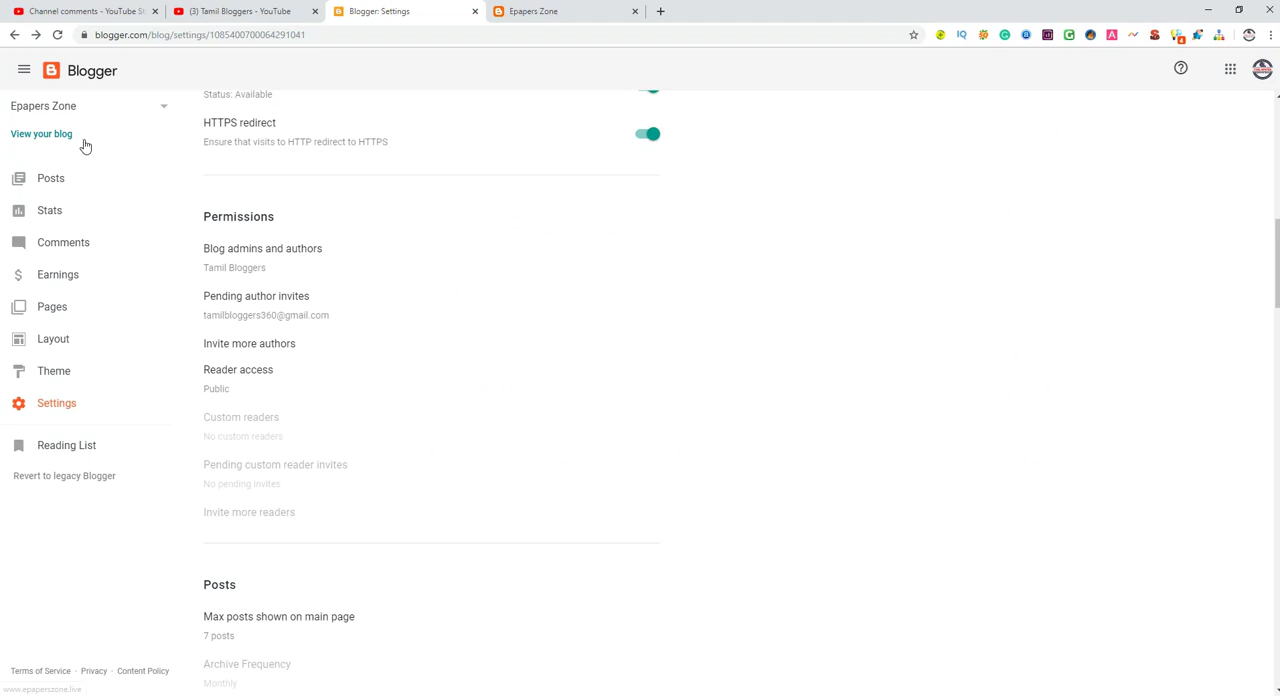 Channel comments - YouTube St
(3) Tamil Bloggers - YouTube
Blogger: Settings
Epapers Zone
blogger.com/blog/settings/1085400700064291041
Blogger
Epapers Zone
View your blog
Posts
Stats
Comments
Earnings
Pages
Layout
Theme
Settings
Reading List
Revert to legacy Blogger
Status: Available
HTTPS redirect
Ensure that visits to HTTP redirect to HTTPS
Permissions
Blog admins and authors
Tamil Bloggers
Pending author invites
tamilbloggers360@gmail.com
Invite more authors
Reader access
Public
Custom readers
No custom readers
Pending custom reader invites
No pending invites
Invite more readers
Posts
Max posts shown on main page
7 posts
Archive Frequency
Monthly
Terms of Service · Privacy · Content Policy
www.epaperszone.live